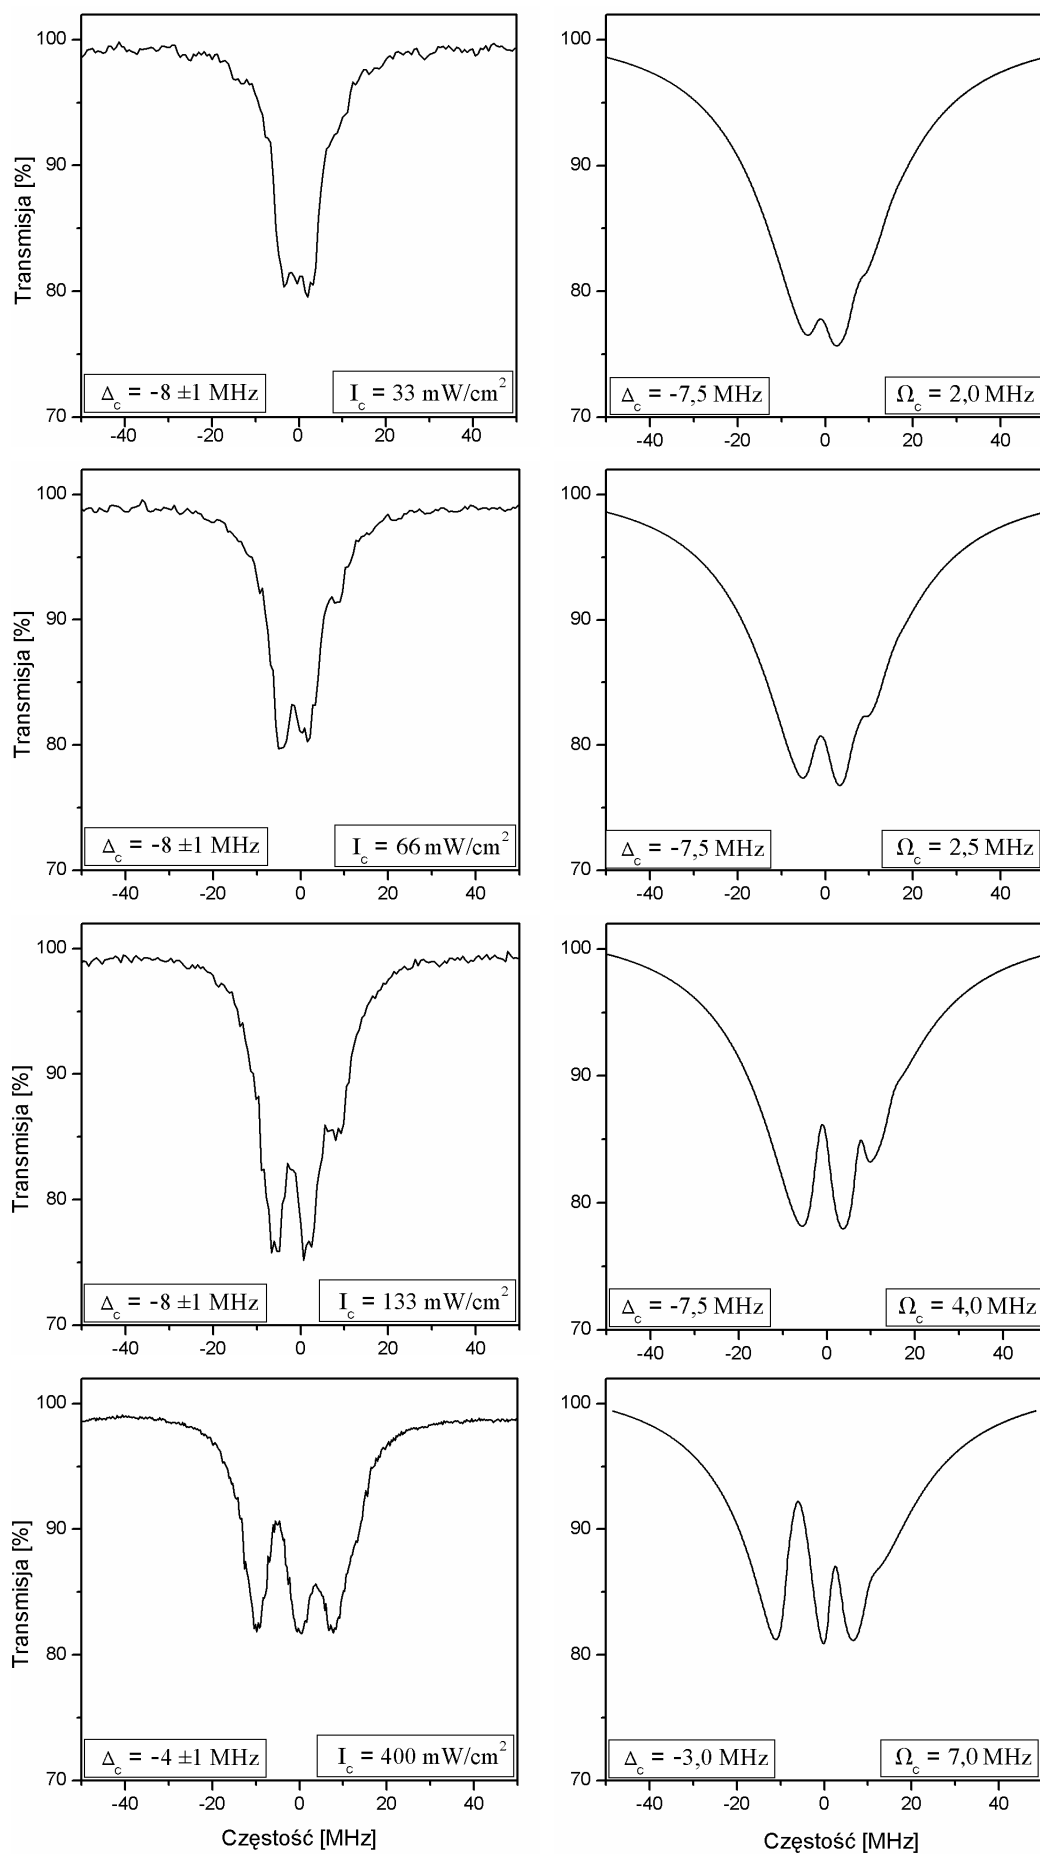 100
90
80
70
Transmisja [%]
Δc = -8 ±1 MHz
Ic = 33 mW/cm²
-40 -20 0 20 40
100
90
80
70
Δc = -7,5 MHz
Ωc = 2,0 MHz
-40 -20 0 20 40
100
90
80
70
Transmisja [%]
Δc = -8 ±1 MHz
Ic = 66 mW/cm²
-40 -20 0 20 40
100
90
80
70
Δc = -7,5 MHz
Ωc = 2,5 MHz
-40 -20 0 20 40
100
90
80
70
Transmisja [%]
Δc = -8 ±1 MHz
Ic = 133 mW/cm²
-40 -20 0 20 40
100
90
80
70
Δc = -7,5 MHz
Ωc = 4,0 MHz
-40 -20 0 20 40
100
90
80
70
Transmisja [%]
Δc = -4 ±1 MHz
Ic = 400 mW/cm²
-40 -20 0 20 40
Częstość [MHz]
100
90
80
70
Δc = -3,0 MHz
Ωc = 7,0 MHz
-40 -20 0 20 40
Częstość [MHz]